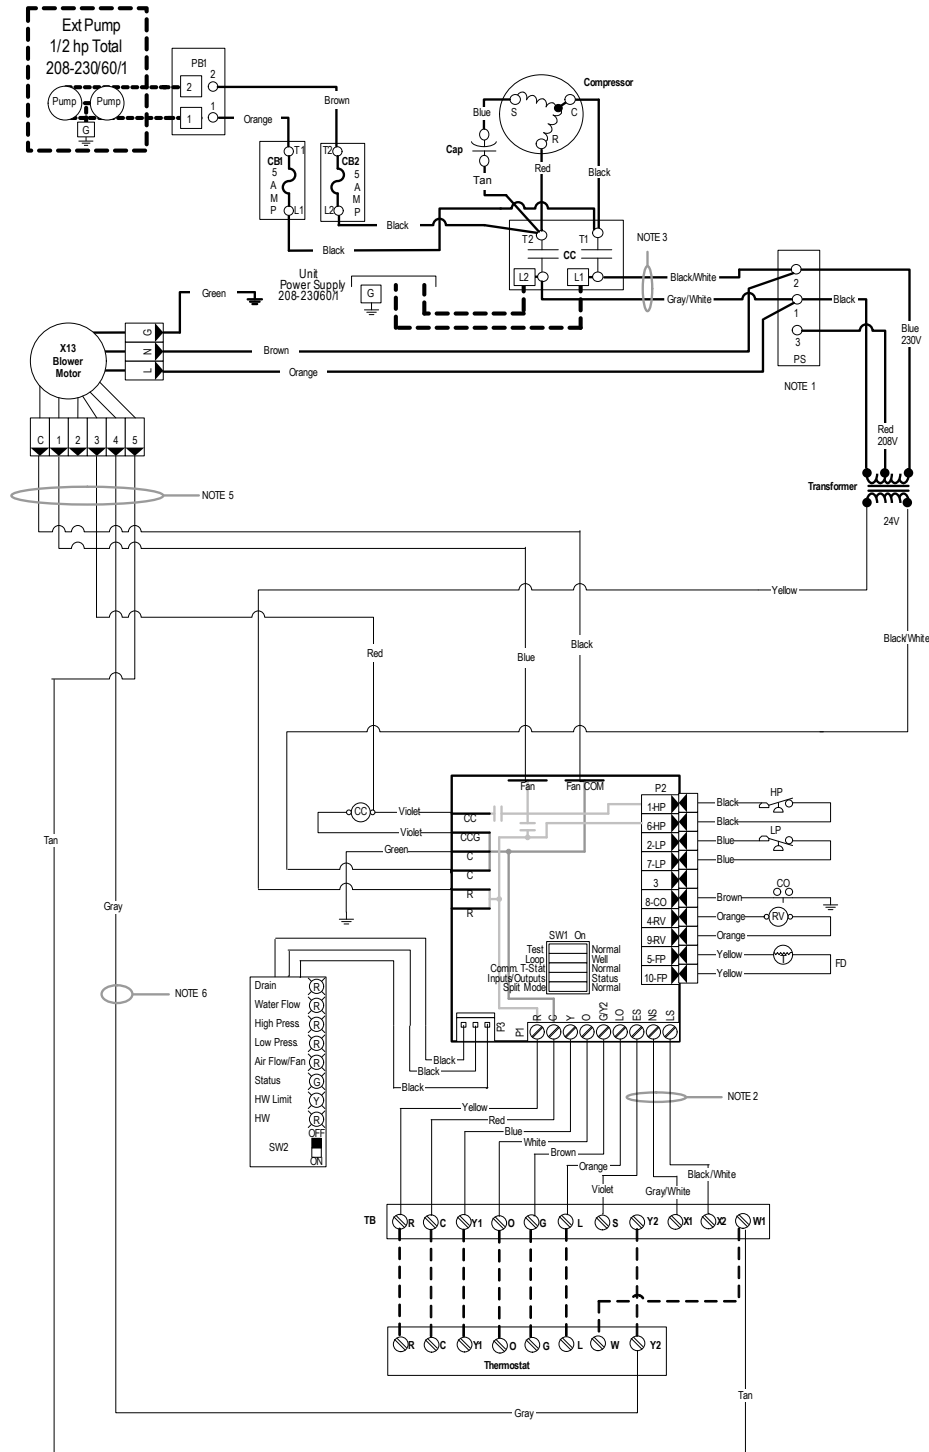 Ext Pump
1/2 hp Total
208-230/60/1
Pump
Pump
G
PB1
2
2
1
1
Brown
Orange
T1
CB1
5
A
M
P
L1
T2
CB2
5
A
M
P
L2
Black
Black
Compressor
S
C
R
Blue
Cap
Tan
Red
Black
T2
T1
CC
L2
L1
NOTE 3
Black/White
Gray/White
2
1
3
PS
NOTE 1
Black
Blue
230V
Red
208V
Transformer
24V
Unit
Power Supply
208-230/60/1
G
Green
X13
Blower
Motor
G
N
L
Brown
Orange
C
1
2
3
4
5
NOTE 5
Yellow
Black/White
Red
Blue
Black
Tan
Gray
NOTE 6
Fan
Fan COM
P2
CC
Violet
Violet
Green
CC
CCG
C
C
R
R
1-HP
6-HP
2-LP
7-LP
3
8-CO
4-RV
9-RV
5-FP
10-FP
Black
HP
Black
Blue
LP
Blue
Brown
CO
Orange
RV
Orange
Yellow
Yellow
FD
SW1 On
Test
Normal
Loop
Well
Comm. T-Stat
Normal
Inputs/Outputs
Status
Split Mode
Normal
P3
P1
R
C
Y
O
G/Y2
LO
ES
NS
LS
Drain
R
Water Flow
R
High Press
R
Low Press
R
Air Flow/Fan
R
Status
G
HW Limit
Y
HW
R
OFF
SW2
ON
Black
Black
Black
Yellow
Red
Blue
White
Brown
Orange
Violet
Gray/White
Black/White
NOTE 2
TB
R
C
Y1
O
G
L
S
Y2
X1
X2
W1
R
C
Y1
O
G
L
W
Y2
Thermostat
Tan
Gray